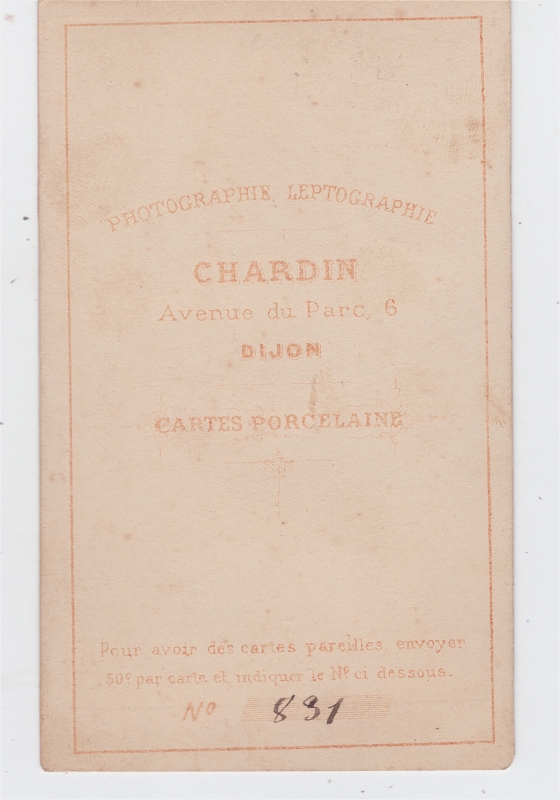 PHOTOGRAPHIE, LEPTOGRAPHIE
CHARDIN
Avenue du Parc, 6
DIJON
CARTES PORCELAINE
Pour avoir des cartes pareilles envoyer
50c par carte et indiquer le No ci dessous.
No 831